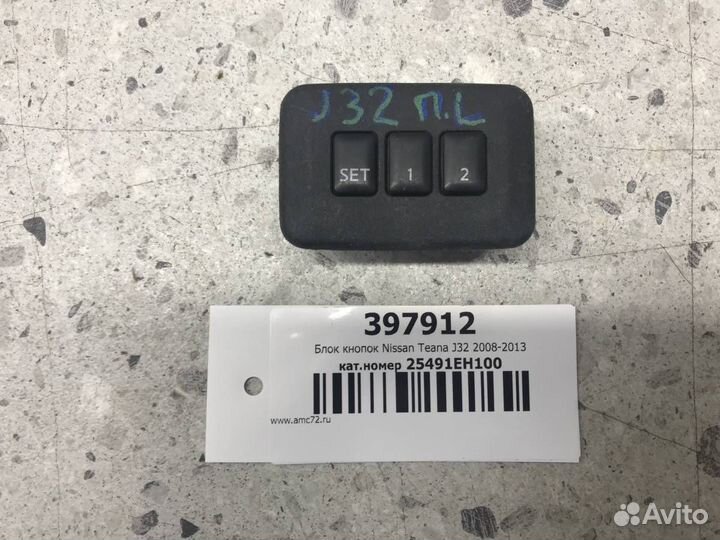 J32 П.L
SET 1 2
397912
Блок кнопок Nissan Teana J32 2008-2013
кат.номер 25491EH100
www.amc72.ru
Avito